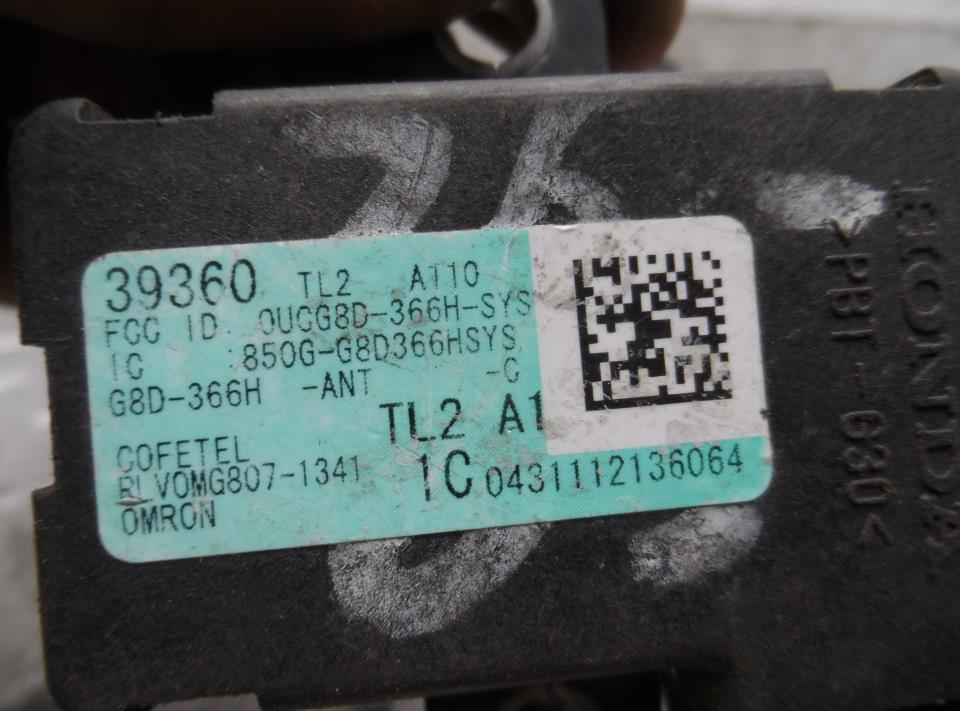 39360 TL2 A110
FCC ID :OUCG8D-366H-SYS
IC :850G-G8D366HSYS
G8D-366H -ANT -C
TL2 A1
COFETEL
RLVOMG807-1341
1C 0431112136064
OMRON
HONDA
>PBT-G30<